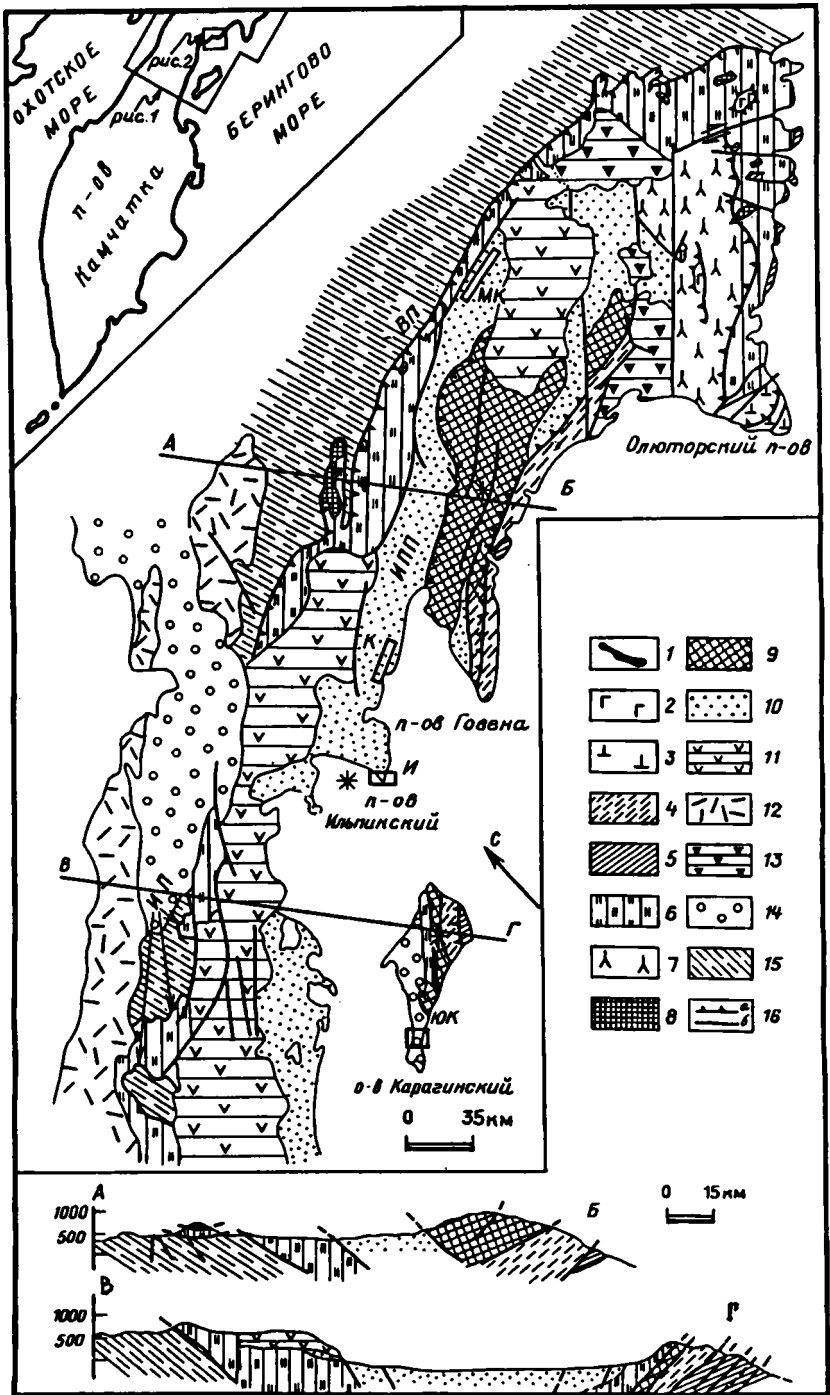 ОХОТСКОЕ
МОРЕ
рис.2
рис.1
БЕРИНГОВО
МОРЕ
п-ов
Камчатка
МК
ВП
Олюторский п-ов
А
Б
ИПП
К
п-ов Говена
И
п-ов
Ильпинский
С
В
Г
ЮК
о-в Карагинский
0 35км
1 9
2 10
3 11
4 12
5 13
6 14
7 15
8 а б 16
А
1000
500
Б
0 15км
В
1000
500
Г